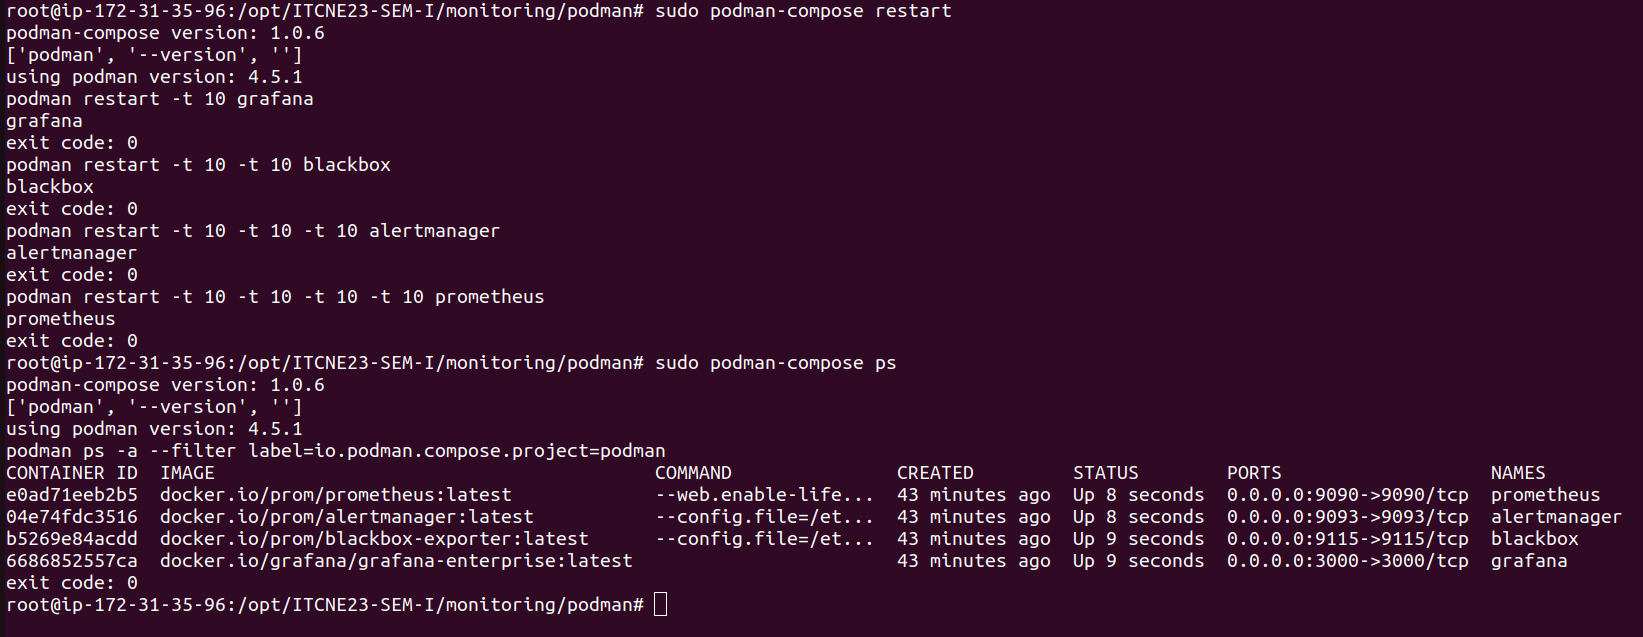 root@ip-172-31-35-96:/opt/ITCNE23-SEM-I/monitoring/podman# sudo podman-compose restart
podman-compose version: 1.0.6
['podman', '--version', '']
using podman version: 4.5.1
podman restart -t 10 grafana
grafana
exit code: 0
podman restart -t 10 -t 10 blackbox
blackbox
exit code: 0
podman restart -t 10 -t 10 -t 10 alertmanager
alertmanager
exit code: 0
podman restart -t 10 -t 10 -t 10 -t 10 prometheus
prometheus
exit code: 0
root@ip-172-31-35-96:/opt/ITCNE23-SEM-I/monitoring/podman# sudo podman-compose ps
podman-compose version: 1.0.6
['podman', '--version', '']
using podman version: 4.5.1
podman ps -a --filter label=io.podman.compose.project=podman
CONTAINER ID  IMAGE                                        COMMAND               CREATED         STATUS        PORTS                   NAMES
e0ad71eeb2b5  docker.io/prom/prometheus:latest             --web.enable-life...  43 minutes ago  Up 8 seconds  0.0.0.0:9090->9090/tcp  prometheus
04e74fdc3516  docker.io/prom/alertmanager:latest           --config.file=/et...  43 minutes ago  Up 8 seconds  0.0.0.0:9093->9093/tcp  alertmanager
b5269e84acdd  docker.io/prom/blackbox-exporter:latest      --config.file=/et...  43 minutes ago  Up 9 seconds  0.0.0.0:9115->9115/tcp  blackbox
6686852557ca  docker.io/grafana/grafana-enterprise:latest                        43 minutes ago  Up 9 seconds  0.0.0.0:3000->3000/tcp  grafana
exit code: 0
root@ip-172-31-35-96:/opt/ITCNE23-SEM-I/monitoring/podman#